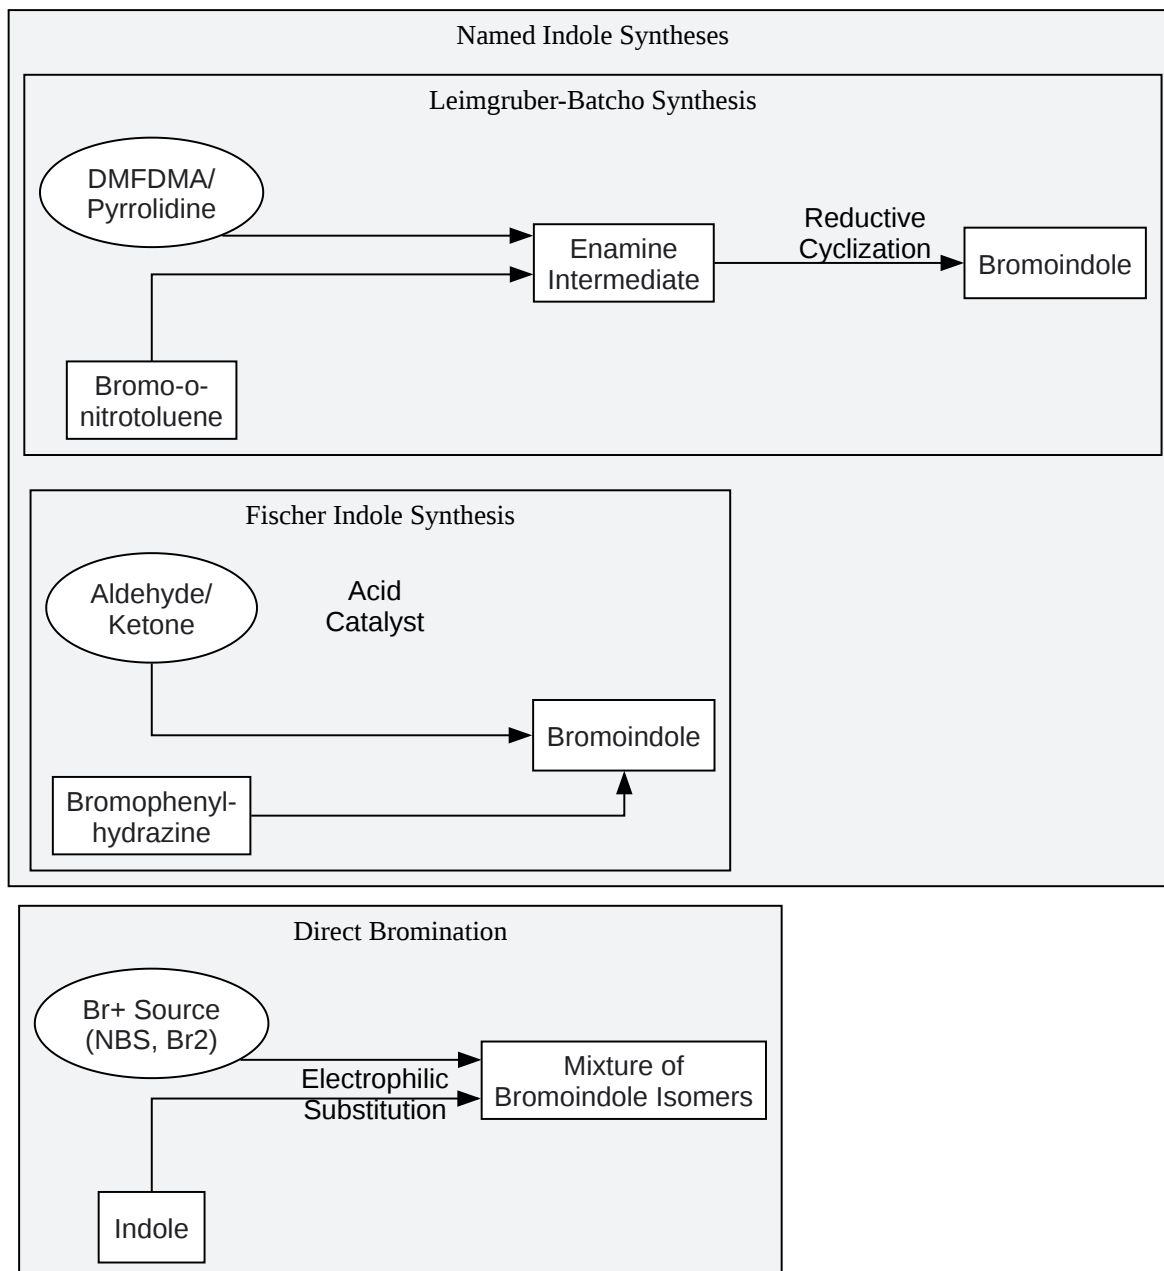 Named Indole Syntheses
Leimgruber-Batcho Synthesis
DMFDMA/
Pyrrolidine
Enamine
Intermediate
Reductive
Cyclization
Bromoindole
Bromo-o-
nitrotoluene
Fischer Indole Synthesis
Aldehyde/
Ketone
Acid
Catalyst
Bromoindole
Bromophenyl-
hydrazine
Direct Bromination
Br+ Source
(NBS, Br2)
Electrophilic
Substitution
Mixture of
Bromoindole Isomers
Indole